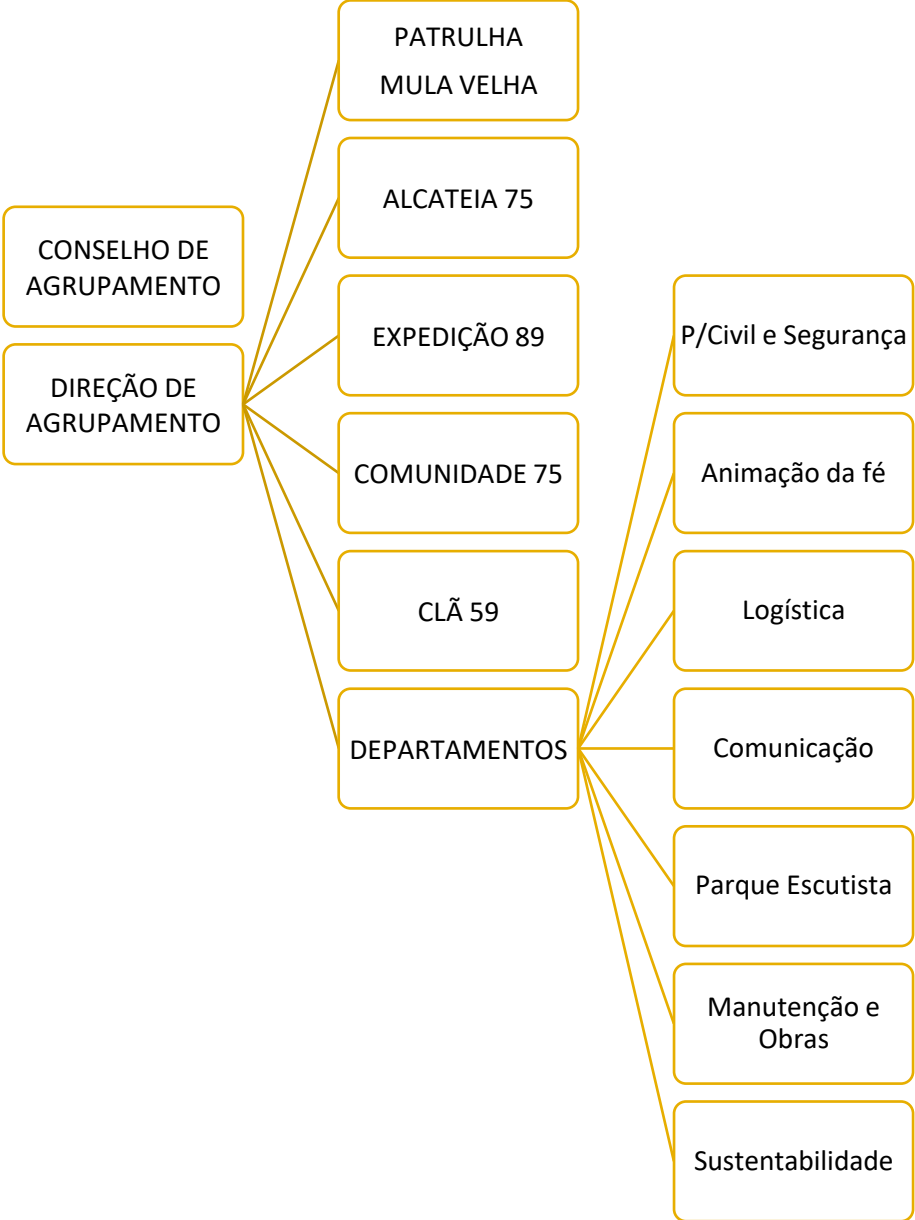 CONSELHO DE
AGRUPAMENTO
DIREÇÃO DE
AGRUPAMENTO
PATRULHA
MULA VELHA
ALCATEIA 75
EXPEDIÇÃO 89
COMUNIDADE 75
CLÃ 59
DEPARTAMENTOS
P/Civil e Segurança
Animação da fé
Logística
Comunicação
Parque Escutista
Manutenção e
Obras
Sustentabilidade